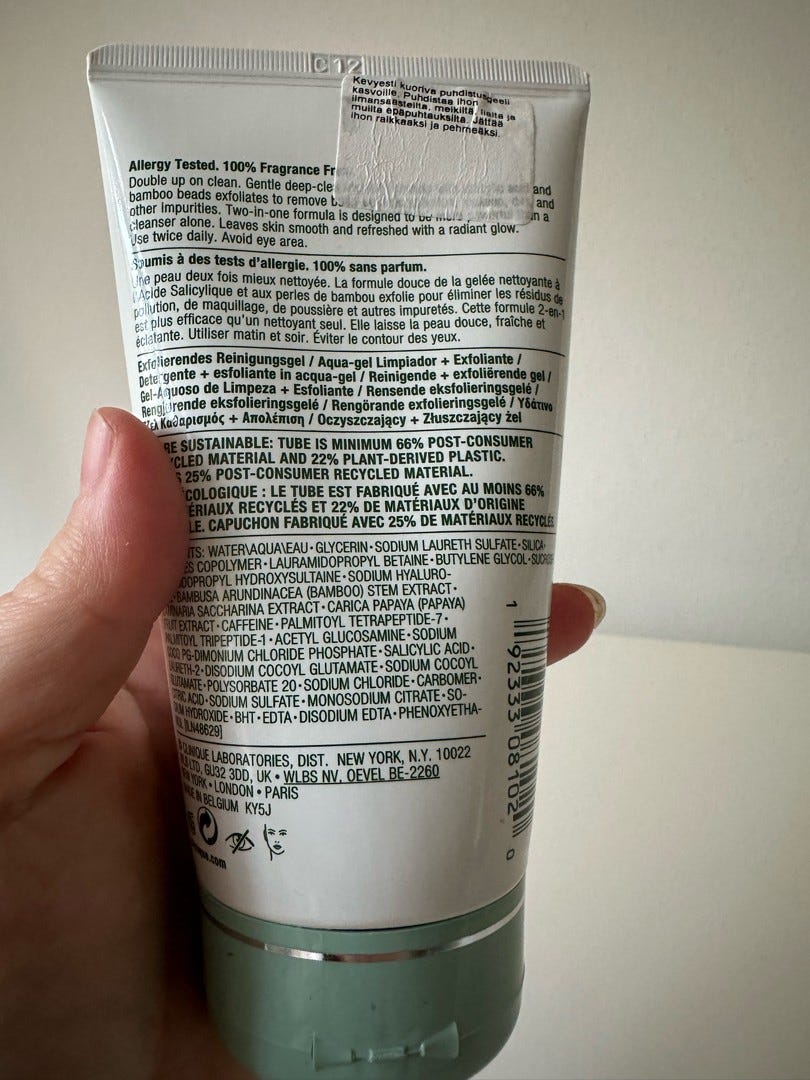 C 12
Kevyesti kuoriva puhdistusgeeli
kasvoille. Puhdistaa ihon
ilmansaasteilta, meikiltä, lialta ja
muilta epäpuhtauksilta. Jättää
ihon raikkaaksi ja pehmeäksi.
Allergy Tested. 100% Fragrance
Double up on clean. Gentle and
bamboo beads exfoliates to remove and
other impurities. Two-in-one formula is designed to be more powerful than a
cleanser alone. Leaves skin smooth and refreshed with a radiant glow.
Use twice daily. Avoid eye area.
Soumis à des tests d'allergie. 100% sans parfum.
Une peau deux fois mieux nettoyée. La formule douce de la gelée nettoyante à
l'Acide Salicylique et aux perles de bambou exfolie pour éliminer les résidus de
pollution, de maquillage, de poussière et autres impuretés. Cette formule 2-en-1
est plus efficace qu'un nettoyant seul. Elle laisse la peau douce, fraîche et
éclatante. Utiliser matin et soir. Éviter le contour des yeux.
Exfolierendes Reinigungsgel / Aqua-gel Limpiador + Exfoliante /
Detergente + esfoliante in acqua-gel / Reinigende + exfoliërende gel /
Gel-Aquoso de Limpeza + Esfoliante / Rensende eksfolieringsgelé /
Rengjørende eksfolieringsgelé / Rengörande exfolieringsgelé / Υδάτινο
Τζελ Καθαρισμός + Απολέπιση / Oczyszczający + Złuszczający żel
SUSTAINABLE: TUBE IS MINIMUM 66% POST-CONSUMER
MATERIAL AND 22% PLANT-DERIVED PLASTIC.
25% POST-CONSUMER RECYCLED MATERIAL.
: LE TUBE EST FABRIQUÉ AVEC AU MOINS 66%
RECYCLÉS ET 22% DE MATÉRIAUX D'ORIGINE
CAPUCHON FABRIQUÉ AVEC 25% DE MATÉRIAUX RECYCLÉS
WATER\AQUA\EAU • GLYCERIN • SODIUM LAURETH SULFATE • SILICA •
COPOLYMER • LAURAMIDOPROPYL BETAINE • BUTYLENE GLYCOL • SUCROSE
HYDROXYSULTAINE • SODIUM HYALURO-
• BAMBUSA ARUNDINACEA (BAMBOO) STEM EXTRACT •
SACCHARINA EXTRACT • CARICA PAPAYA (PAPAYA)
FRUIT EXTRACT • CAFFEINE • PALMITOYL TETRAPEPTIDE-7 •
PALMITOYL TRIPEPTIDE-1 • ACETYL GLUCOSAMINE • SODIUM
COCO PG-DIMONIUM CHLORIDE PHOSPHATE • SALICYLIC ACID •
LAURETH-2 • DISODIUM COCOYL GLUTAMATE • SODIUM COCOYL
GLUTAMATE • POLYSORBATE 20 • SODIUM CHLORIDE • CARBOMER •
CITRIC ACID • SODIUM SULFATE • MONOSODIUM CITRATE • SO-
DIUM HYDROXIDE • BHT • EDTA • DISODIUM EDTA • PHENOXYETHA-
NOL [ILN48629]
© CLINIQUE LABORATORIES, DIST. NEW YORK, N.Y. 10022
LTD, GU32 3DD, UK • WLBS NV, OEVEL BE-2260
NEW YORK • LONDON • PARIS
MADE IN BELGIUM KY5J
1 92333 08102 0